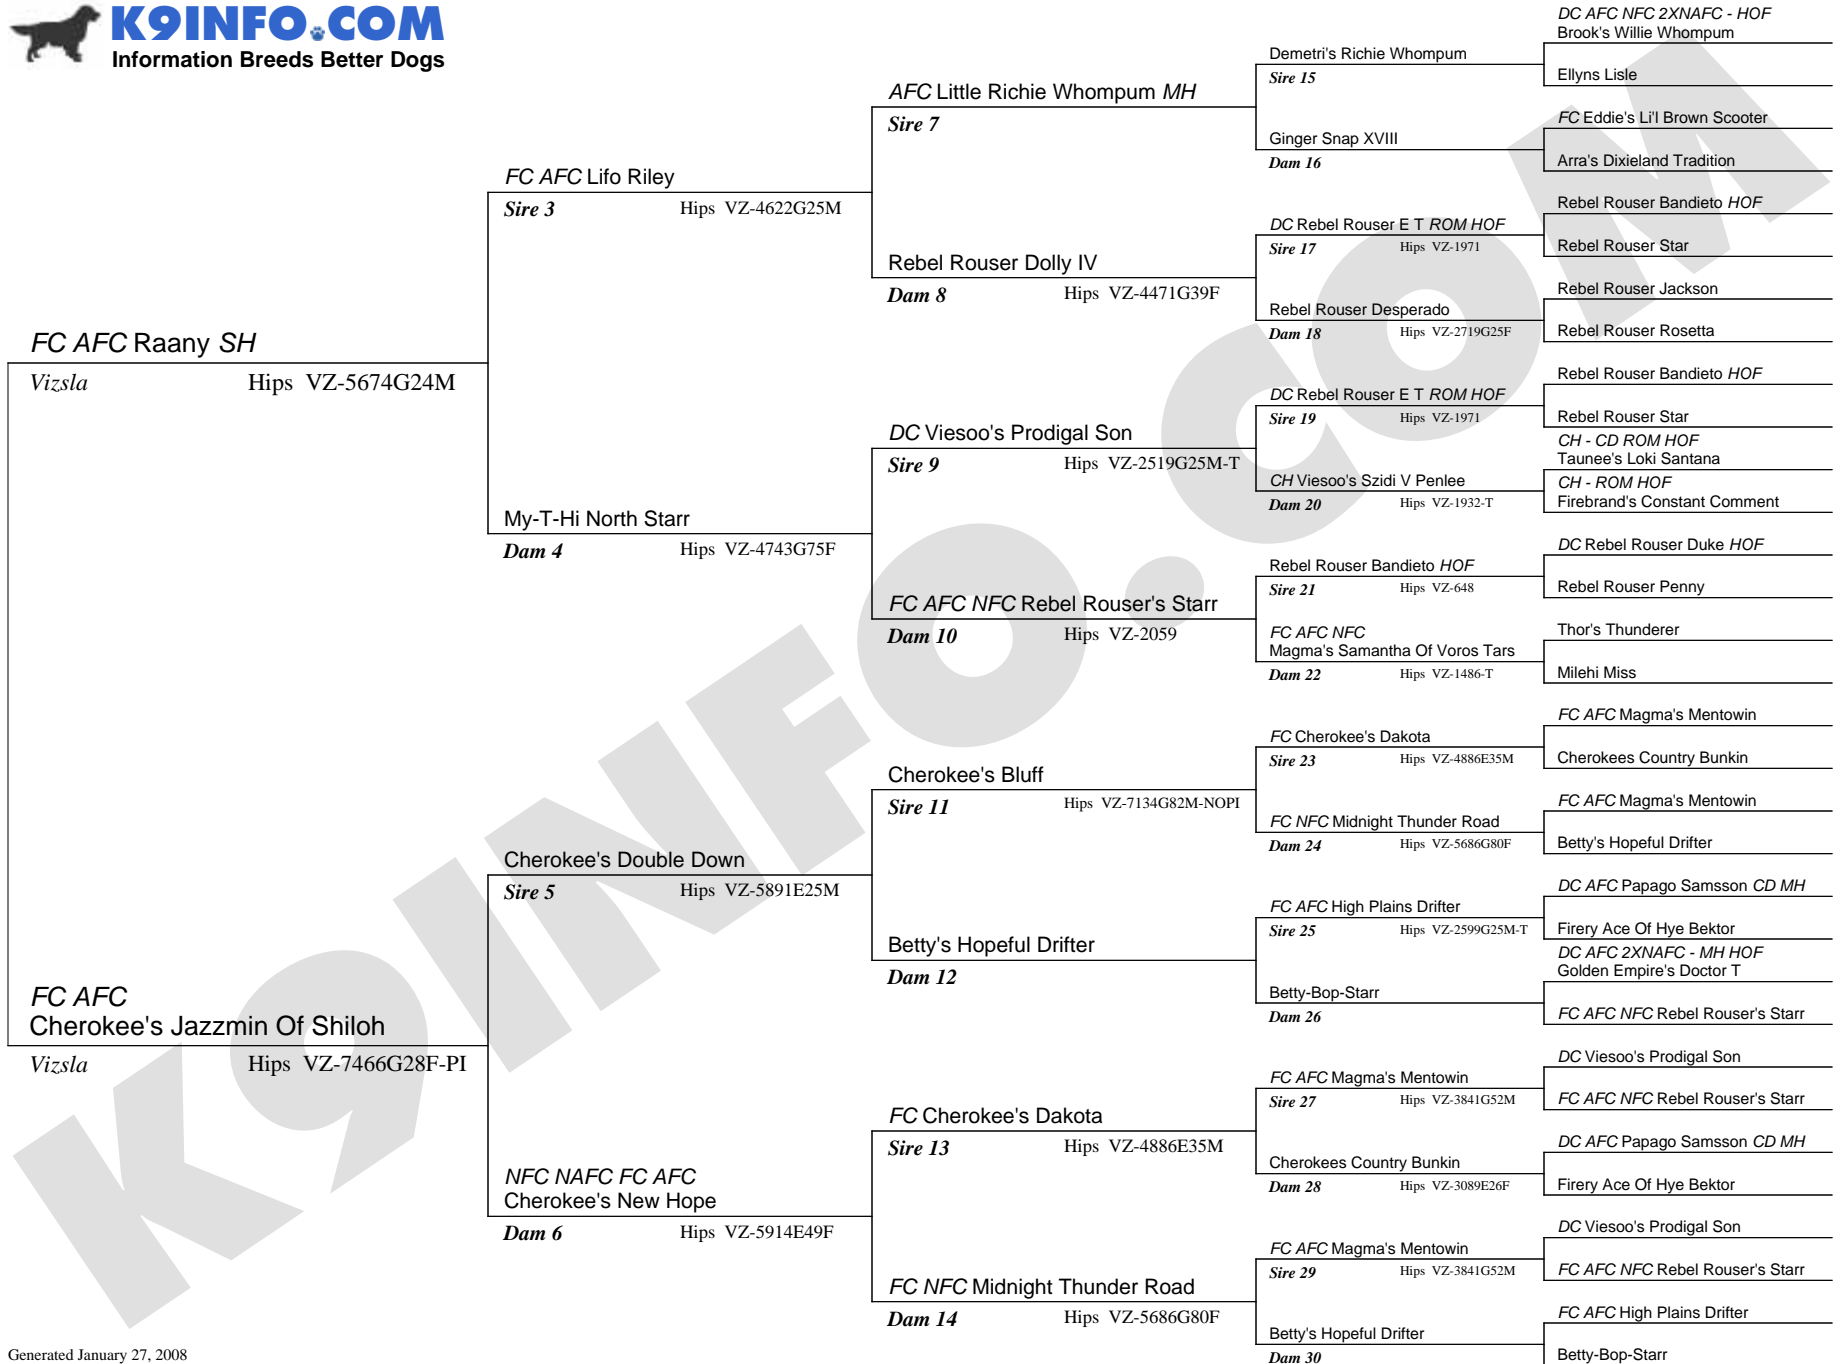 K9INFO.COM
Information Breeds Better Dogs
FC AFC Raany SH
Vizsla Hips VZ-5674G24M
FC AFC
Cherokee's Jazzmin Of Shiloh
Vizsla Hips VZ-7466G28F-PI
FC AFC Lifo Riley
Sire 3 Hips VZ-4622G25M
My-T-Hi North Starr
Dam 4 Hips VZ-4743G75F
Cherokee's Double Down
Sire 5 Hips VZ-5891E25M
NFC NAFC FC AFC
Cherokee's New Hope
Dam 6 Hips VZ-5914E49F
AFC Little Richie Whompum MH
Sire 7
Rebel Rouser Dolly IV
Dam 8 Hips VZ-4471G39F
DC Viesoo's Prodigal Son
Sire 9 Hips VZ-2519G25M-T
FC AFC NFC Rebel Rouser's Starr
Dam 10 Hips VZ-2059
Cherokee's Bluff
Sire 11 Hips VZ-7134G82M-NOPI
Betty's Hopeful Drifter
Dam 12
FC Cherokee's Dakota
Sire 13 Hips VZ-4886E35M
FC NFC Midnight Thunder Road
Dam 14 Hips VZ-5686G80F
Demetri's Richie Whompum
Sire 15
Ginger Snap XVIII
Dam 16
DC Rebel Rouser E T ROM HOF
Sire 17 Hips VZ-1971
Rebel Rouser Desperado
Dam 18 Hips VZ-2719G25F
DC Rebel Rouser E T ROM HOF
Sire 19 Hips VZ-1971
CH Viesoo's Szidi V Penlee
Dam 20 Hips VZ-1932-T
Rebel Rouser Bandieto HOF
Sire 21 Hips VZ-648
FC AFC NFC
Magma's Samantha Of Voros Tars
Dam 22 Hips VZ-1486-T
FC Cherokee's Dakota
Sire 23 Hips VZ-4886E35M
FC NFC Midnight Thunder Road
Dam 24 Hips VZ-5686G80F
FC AFC High Plains Drifter
Sire 25 Hips VZ-2599G25M-T
Betty-Bop-Starr
Dam 26
FC AFC Magma's Mentowin
Sire 27 Hips VZ-3841G52M
Cherokees Country Bunkin
Dam 28 Hips VZ-3089E26F
FC AFC Magma's Mentowin
Sire 29 Hips VZ-3841G52M
Betty's Hopeful Drifter
Dam 30
DC AFC NFC 2XNAFC - HOF
Brook's Willie Whompum
Ellyns Lisle
FC Eddie's Li'l Brown Scooter
Arra's Dixieland Tradition
Rebel Rouser Bandieto HOF
Rebel Rouser Star
Rebel Rouser Jackson
Rebel Rouser Rosetta
Rebel Rouser Bandieto HOF
Rebel Rouser Star
CH - CD ROM HOF
Taunee's Loki Santana
CH - ROM HOF
Firebrand's Constant Comment
DC Rebel Rouser Duke HOF
Rebel Rouser Penny
Thor's Thunderer
Milehi Miss
FC AFC Magma's Mentowin
Cherokees Country Bunkin
FC AFC Magma's Mentowin
Betty's Hopeful Drifter
DC AFC Papago Samsson CD MH
Firery Ace Of Hye Bektor
DC AFC 2XNAFC - MH HOF
Golden Empire's Doctor T
FC AFC NFC Rebel Rouser's Starr
DC Viesoo's Prodigal Son
FC AFC NFC Rebel Rouser's Starr
DC AFC Papago Samsson CD MH
Firery Ace Of Hye Bektor
DC Viesoo's Prodigal Son
FC AFC NFC Rebel Rouser's Starr
FC AFC High Plains Drifter
Betty-Bop-Starr
K9INFO.COM
Generated January 27, 2008